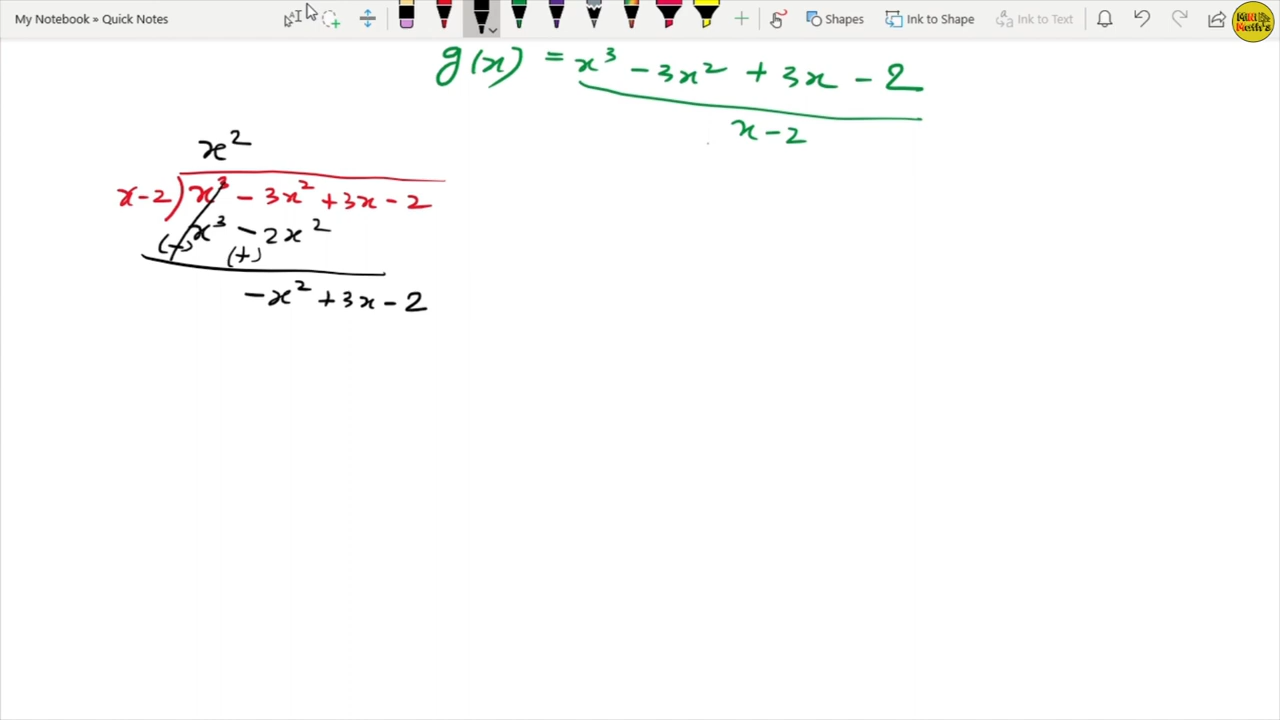 My Notebook » Quick Notes
Shapes
Ink to Shape
Ink to Text
g(x) = x³ - 3x² + 3x - 2
x - 2
x²
x-2) x³ - 3x² + 3x - 2
x³ - 2x²
(-) (+)
-x² + 3x - 2